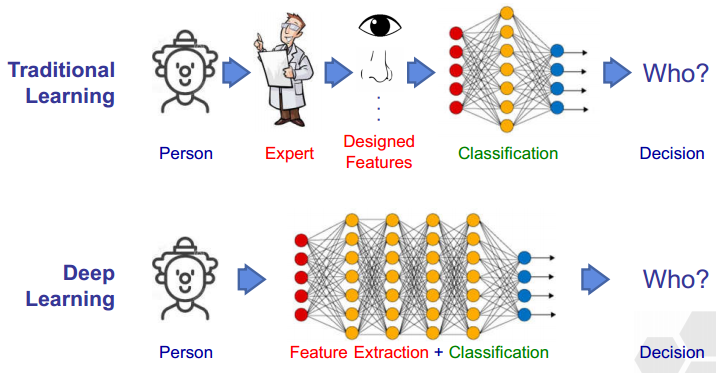 Traditional
Learning
Who?
Person
Expert
Designed
Features
Classification
Decision
Deep
Learning
Who?
Person
Feature Extraction + Classification
Decision